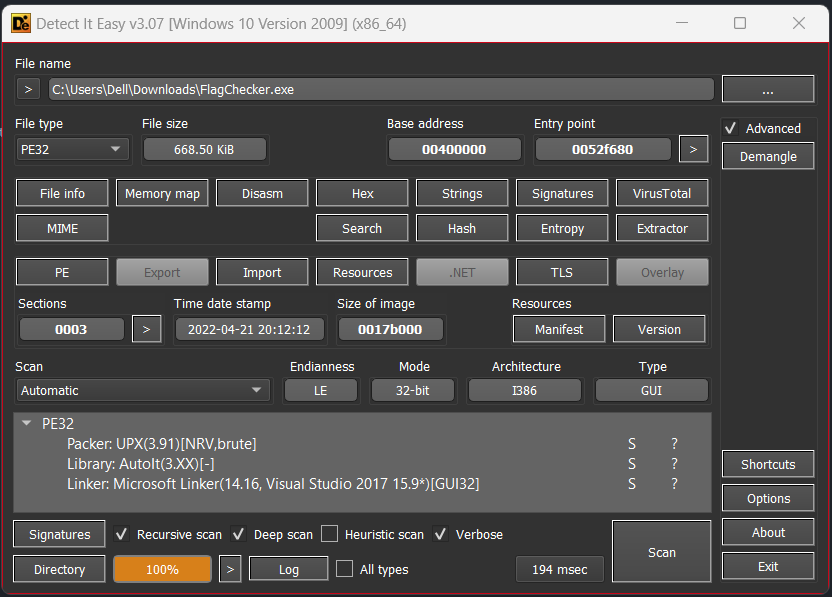 Detect It Easy v3.07 [Windows 10 Version 2009] (x86_64)
File name
> C:\Users\Dell\Downloads\FlagChecker.exe ...
File type File size Base address Entry point Advanced
PE32 668.50 KiB 00400000 0052f680 > Demangle
File info Memory map Disasm Hex Strings Signatures VirusTotal
MIME Search Hash Entropy Extractor
PE Export Import Resources .NET TLS Overlay
Sections Time date stamp Size of image Resources
0003 > 2022-04-21 20:12:12 0017b000 Manifest Version
Scan Endianness Mode Architecture Type
Automatic LE 32-bit I386 GUI
PE32
Packer: UPX(3.91)[NRV,brute] S ?
Library: AutoIt(3.XX)[-] S ?
Linker: Microsoft Linker(14.16, Visual Studio 2017 15.9*)[GUI32] S ?
Shortcuts
Options
Signatures Recursive scan Deep scan Heuristic scan Verbose Scan About
Directory 100% > Log All types 194 msec Exit